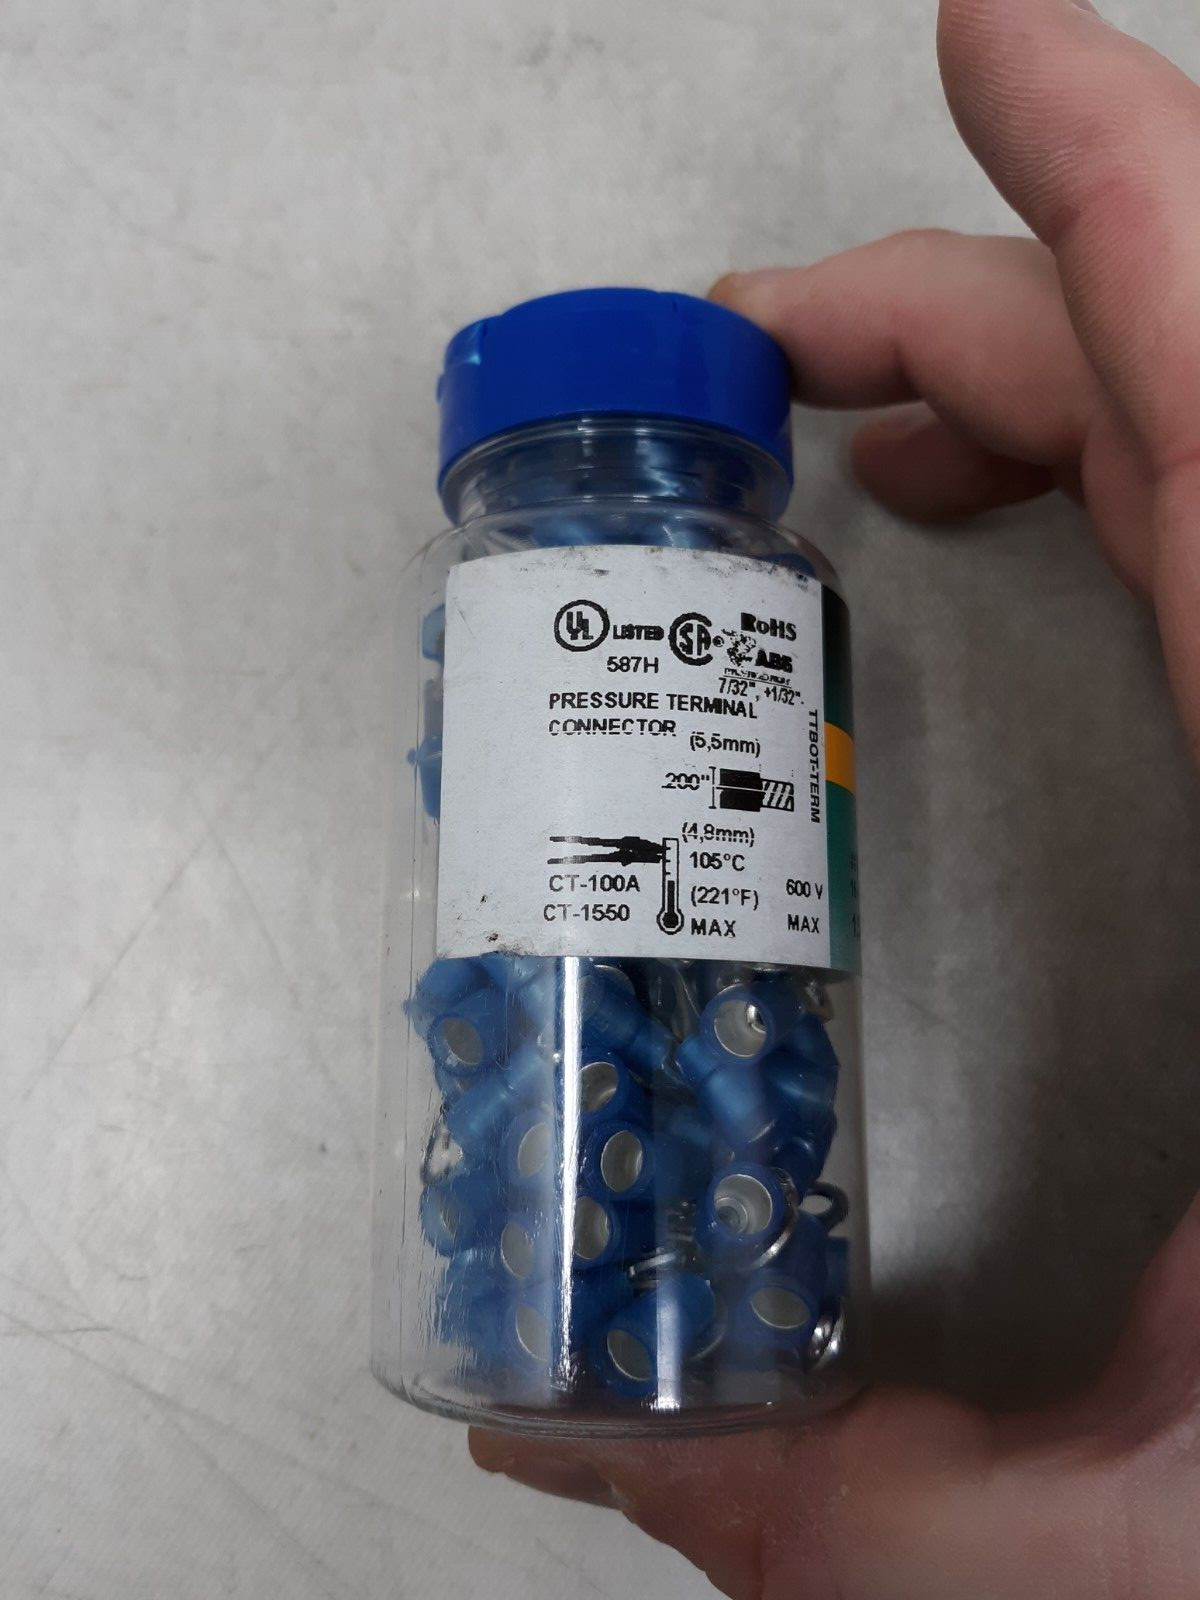 UL LISTED SA® RoHS
587H ABS
7/32", +1/32"-
PRESSURE TERMINAL
CONNECTOR (5,5mm)
.200"
(4,8mm)
TTBOT-TERM
105°C
CT-100A (221°F) 600 V
CT-1550 MAX MAX